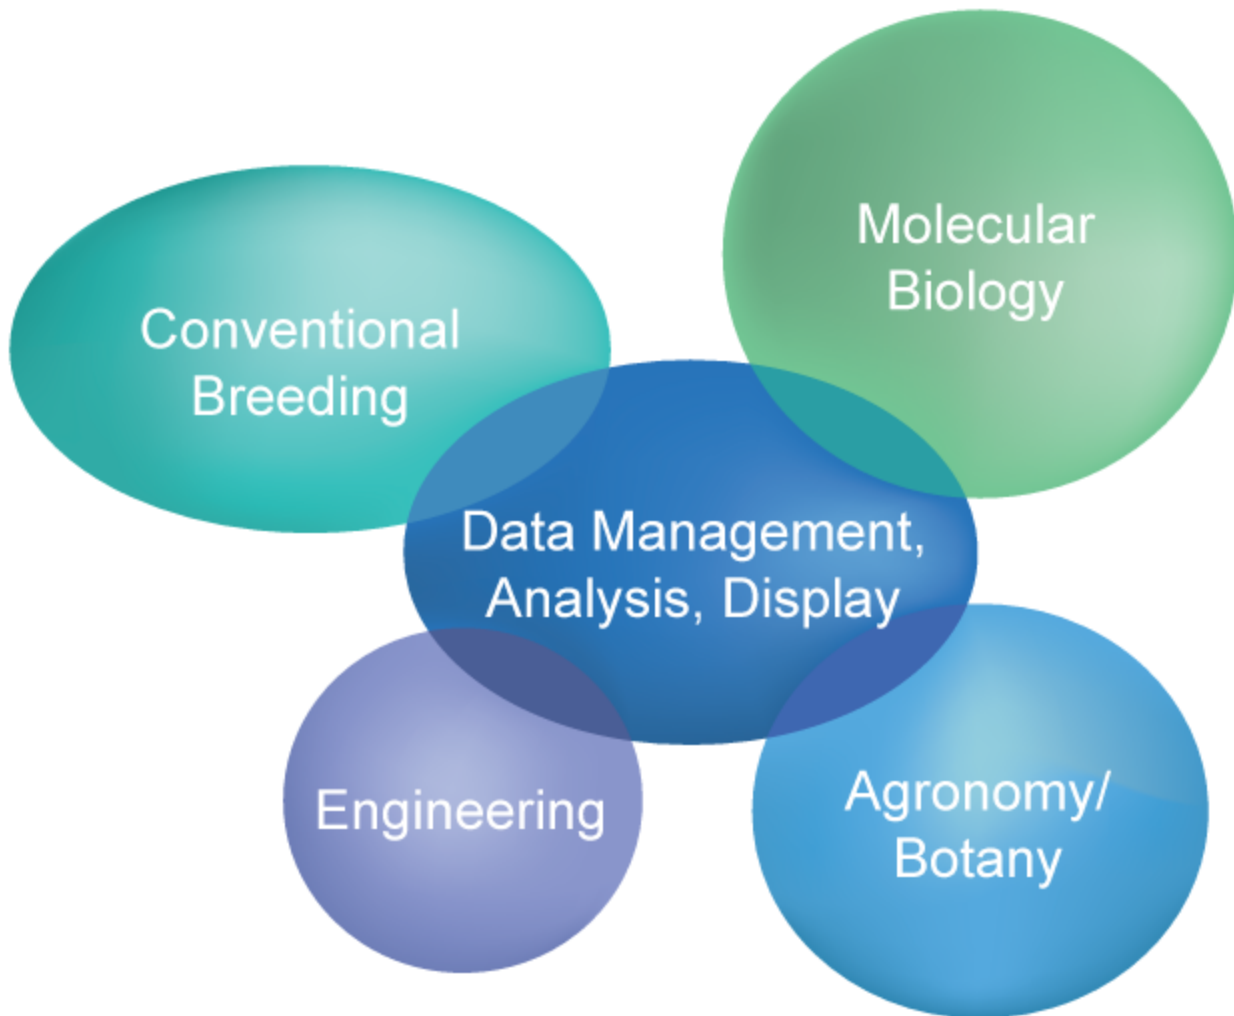 Molecular
Biology
Conventional
Breeding
Data Management,
Analysis, Display
Engineering
Agronomy/
Botany